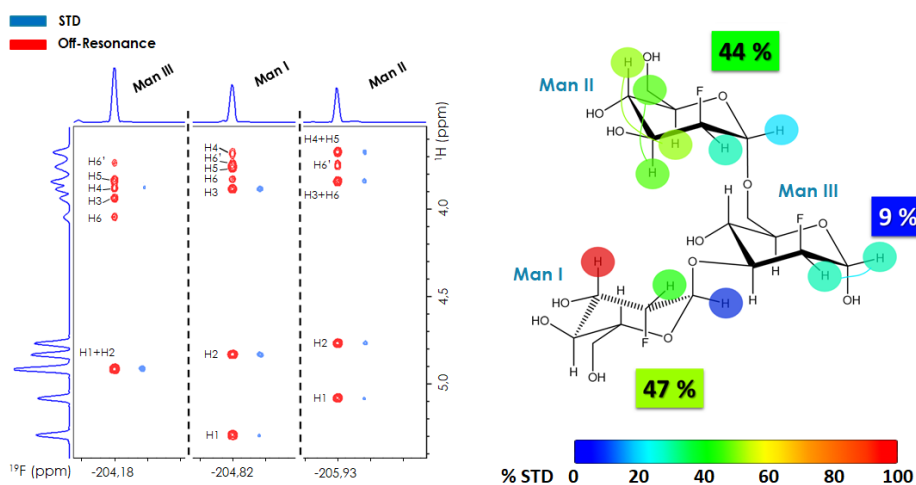 STD
Off-Resonance
Man III
Man I
Man II
H6'
H5
H4
H3
H6
H1+H2
H4
H6'
H5
H6
H3
H2
H1
H4+H5
H6'
H3+H6
H2
H1
¹H (ppm)
4,0
4,5
5,0
¹⁹F (ppm)
-204,18
-204,82
-205,93
44 %
Man II
OH
H
HO
F
O
HO
H
H
H
H
O
Man III
9 %
H
HO
F
O
H
H
H
OH
Man I
H
O
H
HO
HO
H
F
O
H
H
OH
47 %
% STD
0
20
40
60
80
100